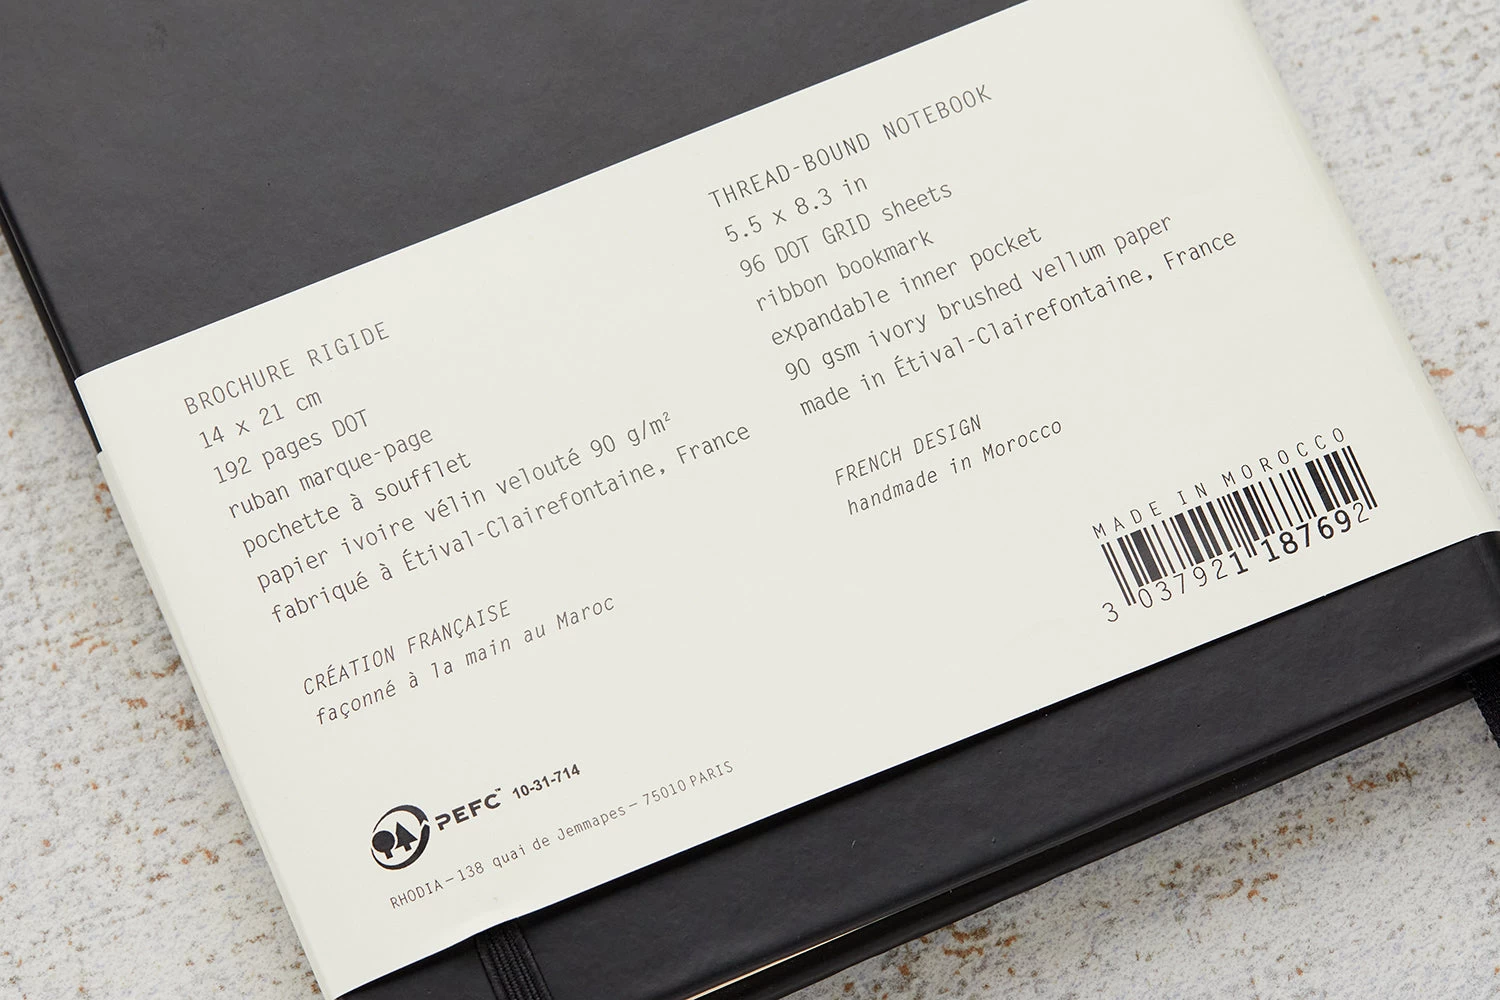 BROCHURE RIGIDE
14 x 21 cm
192 pages DOT
ruban marque-page
pochette à soufflet
papier ivoire vélin velouté 90 g/m²
fabriqué à Étival-Clairefontaine, France
CRÉATION FRANÇAISE
façonné à la main au Maroc
THREAD-BOUND NOTEBOOK
5.5 x 8.3 in
96 DOT GRID sheets
ribbon bookmark
expandable inner pocket
90 gsm ivory brushed vellum paper
made in Étival-Clairefontaine, France
FRENCH DESIGN
handmade in Morocco
MADE IN MOROCCO
3 037921 187692
PEFC™ 10-31-714
RHODIA–138 quai de Jemmapes–75010 PARIS